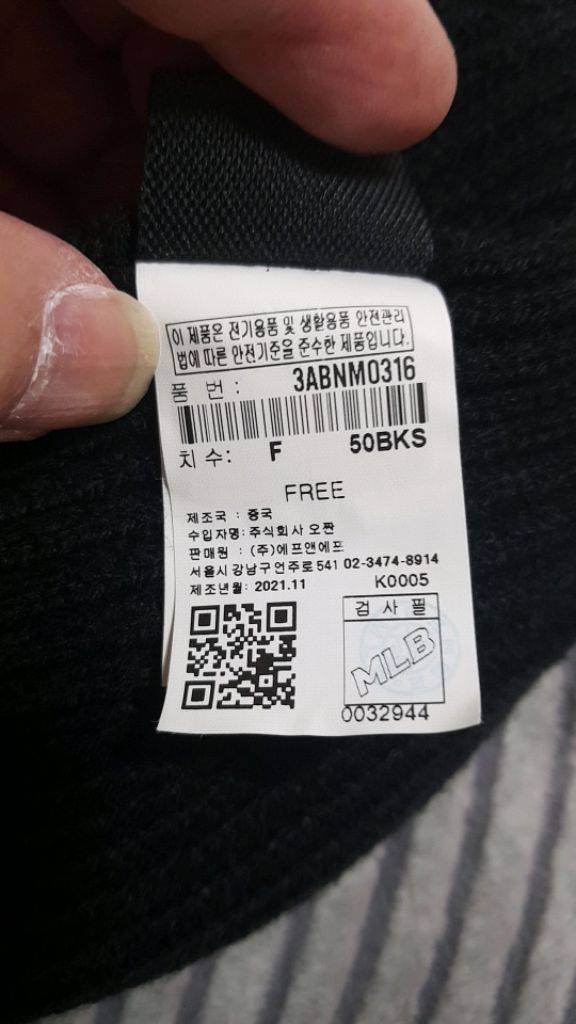 이 제품은 전기용품 및 생활용품 안전관리
법에 따른 안전기준을 준수한 제품입니다.
품 번 : 3ABNM0316
치 수 : F 50BKS
FREE
제조국 : 중국
수입자명: 주식회사 오짠
판매원 : (주)에프앤에프
서울시 강남구 언주로 541 02-3474-8914
제조년월: 2021.11 K0005
검 사 필
MLB
0032944